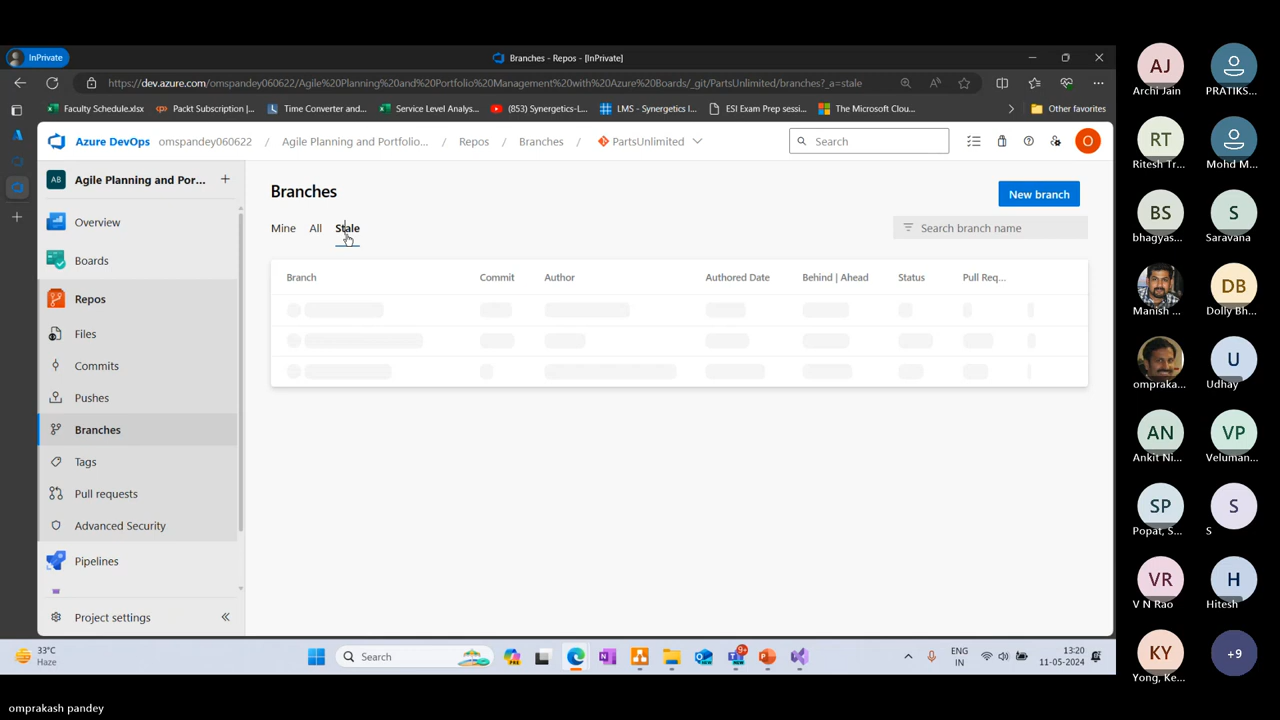 InPrivate
Branches - Repos - [InPrivate]
https://dev.azure.com/omspandey060622/Agile%20Planning%20and%20Portfolio%20Management%20with%20Azure%20Boards/_git/PartsUnlimited/branches?_a=stale
Faculty Schedule.xlsx
Packt Subscription |...
Time Converter and...
Service Level Analys...
(853) Synergetics-L...
LMS - Synergetics I...
ESI Exam Prep sessi...
The Microsoft Clou...
Other favorites
Azure DevOps omspandey060622 / Agile Planning and Portfolio... / Repos / Branches / PartsUnlimited
Search
O
AB Agile Planning and Por... +
Overview
Boards
Repos
Files
Commits
Pushes
Branches
Tags
Pull requests
Advanced Security
Pipelines
Project settings
Branches
New branch
Mine All Stale
Search branch name
Branch Commit Author Authored Date Behind | Ahead Status Pull Req...
33°C
Haze
Search
PRE
9+
ENG
IN
13:20
11-05-2024
AJ
Archi Jain
PRATIKS...
RT
Ritesh Tr...
Mohd M...
BS
bhagyas...
S
Saravana
Manish ...
DB
Dolly Bh...
ompraka...
U
Udhay
AN
Ankit Ni...
VP
Veluman...
SP
Popat, S...
S
S
VR
V N Rao
H
Hitesh
KY
Yong, Ke...
+9
omprakash pandey